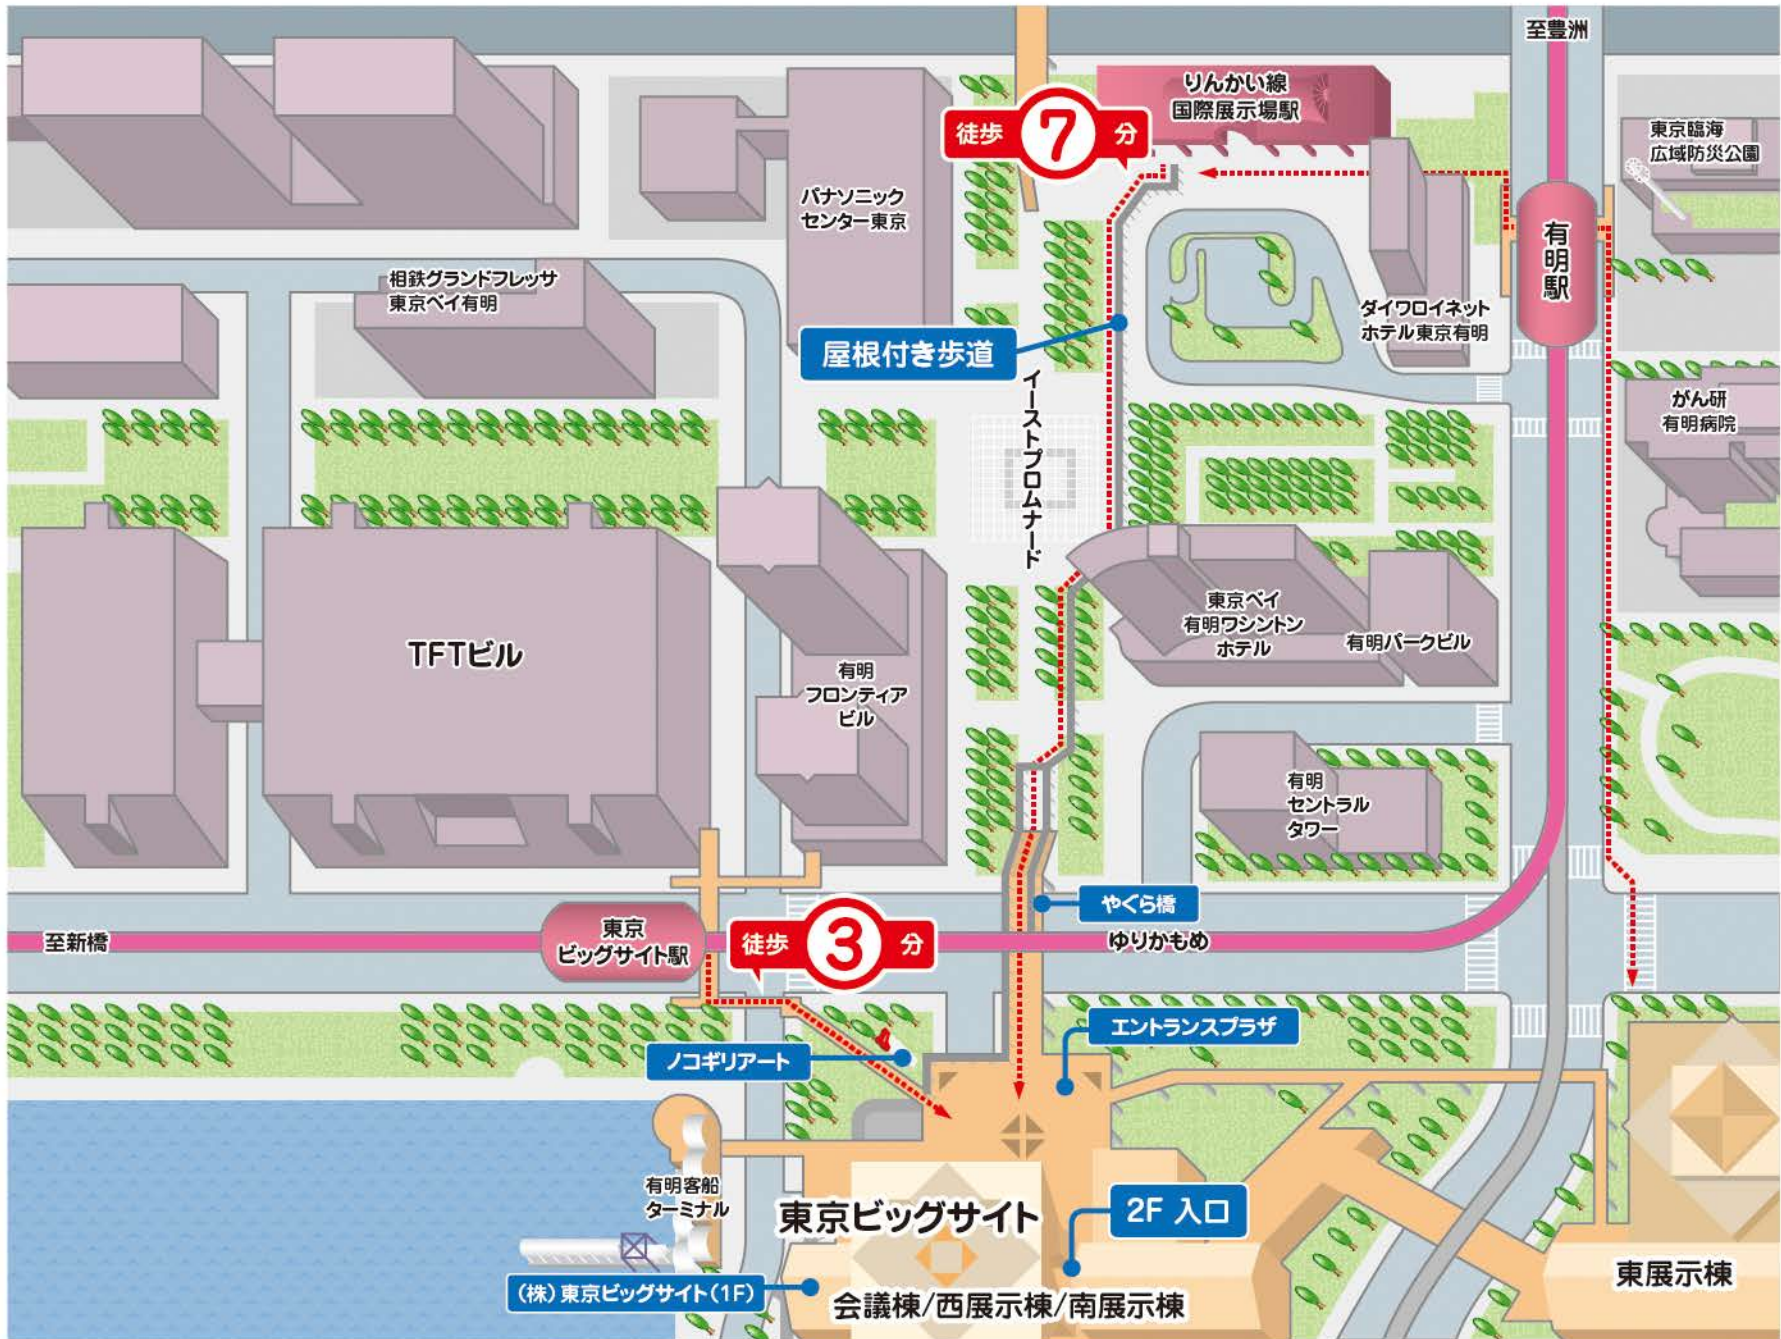 至豊洲
りんかい線
国際展示場駅
徒歩 7 分
東京臨海
広域防災公園
パナソニック
センター東京
有明駅
相鉄グランドフレッサ
東京ベイ有明
ダイワロイネット
ホテル東京有明
屋根付き歩道
イーストプロムナード
がん研
有明病院
東京ベイ
有明ワシントン
ホテル
有明パークビル
TFTビル
有明
フロンティア
ビル
有明
セントラル
タワー
やぐら橋
至新橋
東京
ビッグサイト駅
徒歩 3 分
ゆりかもめ
エントランスプラザ
ノコギリアート
有明客船
ターミナル
東京ビッグサイト
2F 入口
(株)東京ビッグサイト(1F)
会議棟/西展示棟/南展示棟
東展示棟